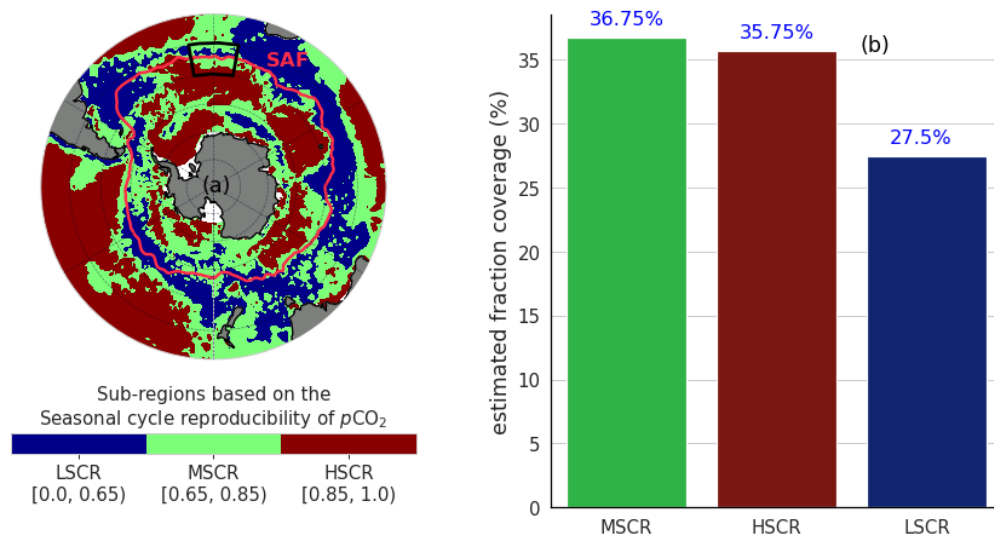 SAF
(a)
Sub-regions based on the
Seasonal cycle reproducibility of pCO₂
LSCR MSCR HSCR
[0.0, 0.65) [0.65, 0.85) [0.85, 1.0)
(b)
36.75% 35.75% 27.5%
estimated fraction coverage (%)
35
30
25
20
15
10
5
0
MSCR HSCR LSCR